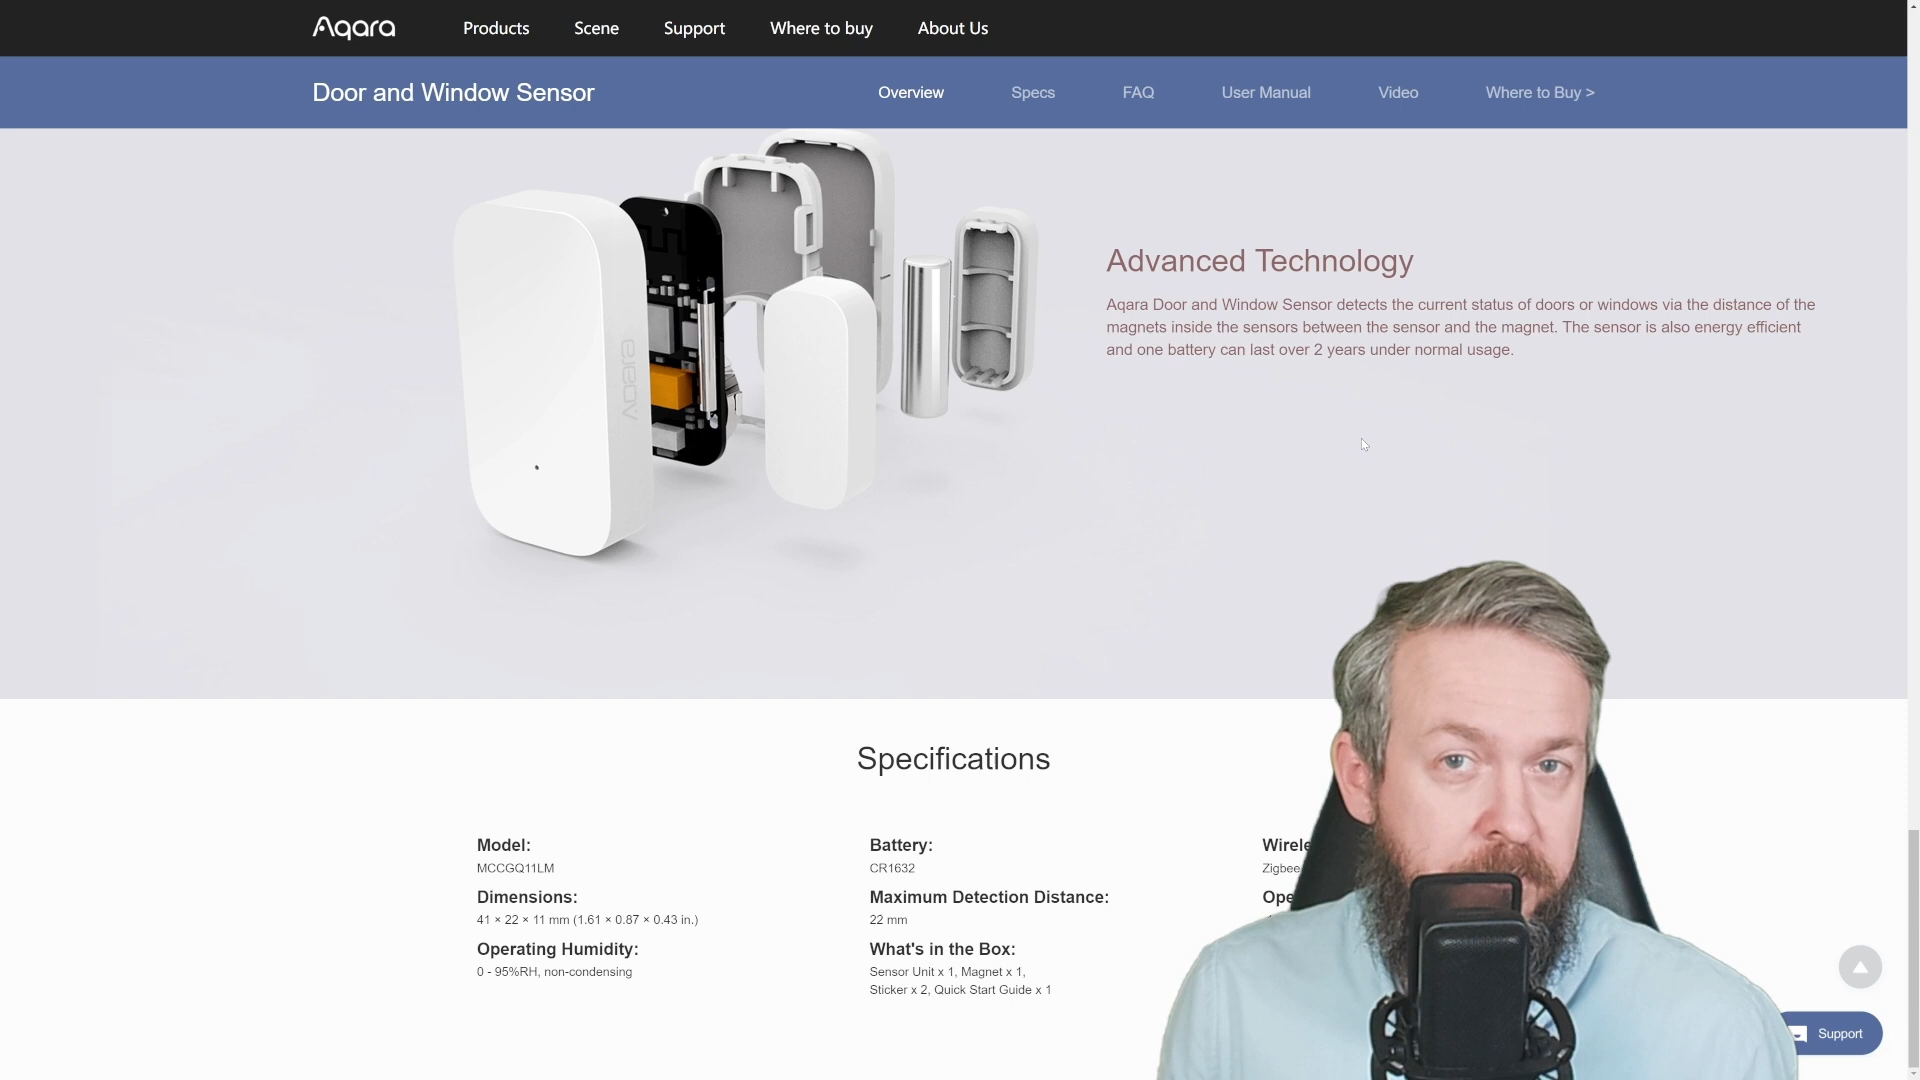 Aqara
Products
Scene
Support
Where to buy
About Us
Door and Window Sensor
Overview
Specs
FAQ
User Manual
Video
Where to Buy >
Aqara
Advanced Technology
Aqara Door and Window Sensor detects the current status of doors or windows via the distance of the
magnets inside the sensors between the sensor and the magnet. The sensor is also energy efficient
and one battery can last over 2 years under normal usage.
Specifications
Model:
MCCGQ11LM
Dimensions:
41 × 22 × 11 mm (1.61 × 0.87 × 0.43 in.)
Operating Humidity:
0 - 95%RH, non-condensing
Battery:
CR1632
Maximum Detection Distance:
22 mm
What's in the Box:
Sensor Unit x 1, Magnet x 1,
Sticker x 2, Quick Start Guide x 1
Zigbee
Support